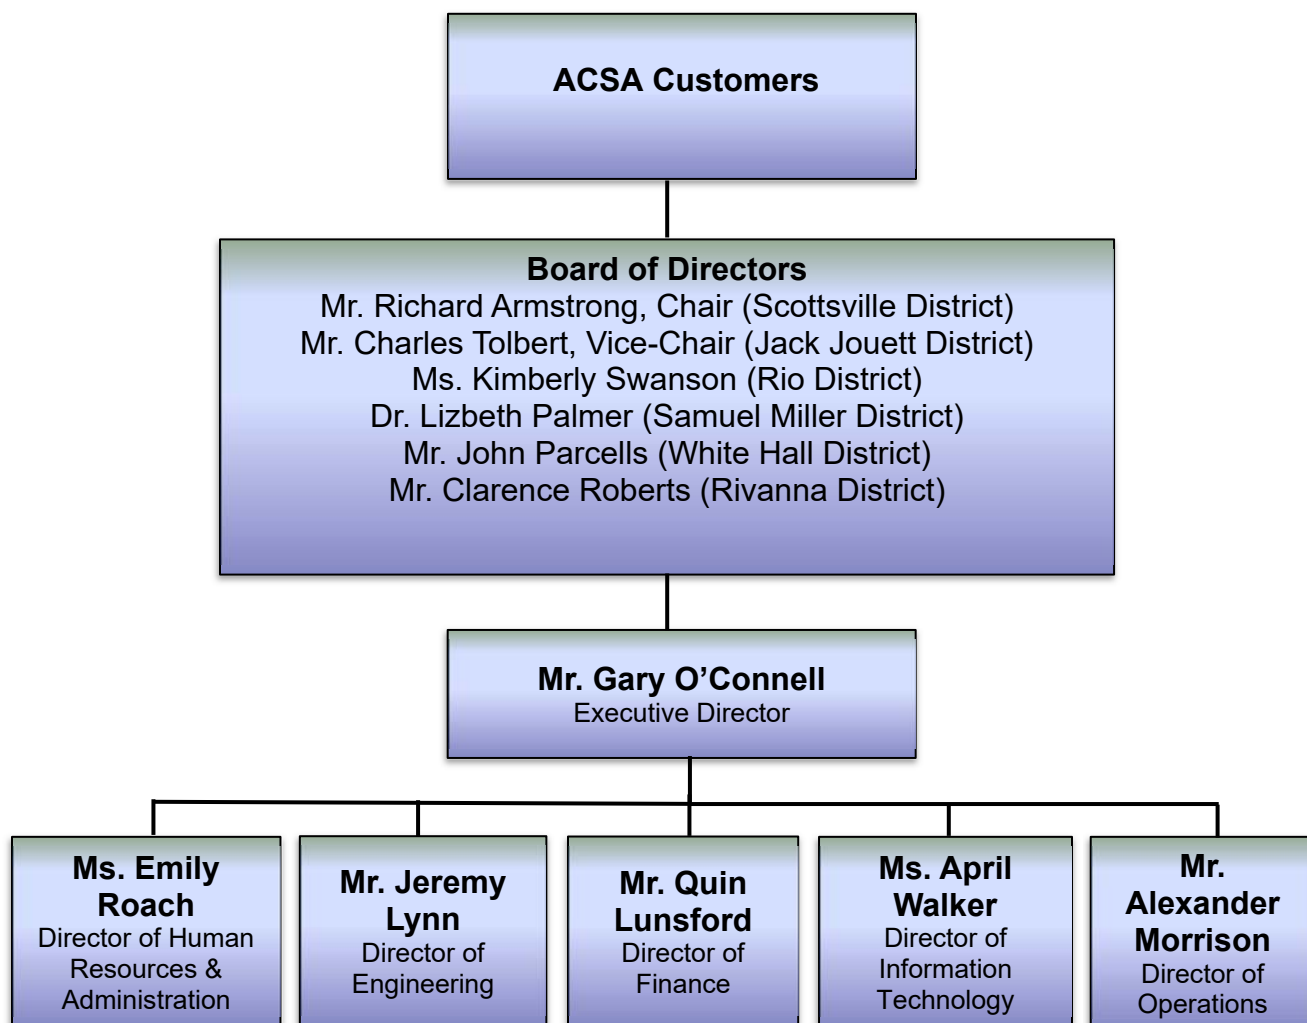 ACSA Customers
Board of Directors
Mr. Richard Armstrong, Chair (Scottsville District)
Mr. Charles Tolbert, Vice-Chair (Jack Jouett District)
Ms. Kimberly Swanson (Rio District)
Dr. Lizbeth Palmer (Samuel Miller District)
Mr. John Parcells (White Hall District)
Mr. Clarence Roberts (Rivanna District)
Mr. Gary O’Connell
Executive Director
Ms. Emily
Roach
Director of Human
Resources &
Administration
Mr. Jeremy
Lynn
Director of
Engineering
Mr. Quin
Lunsford
Director of
Finance
Ms. April
Walker
Director of
Information
Technology
Mr.
Alexander
Morrison
Director of
Operations